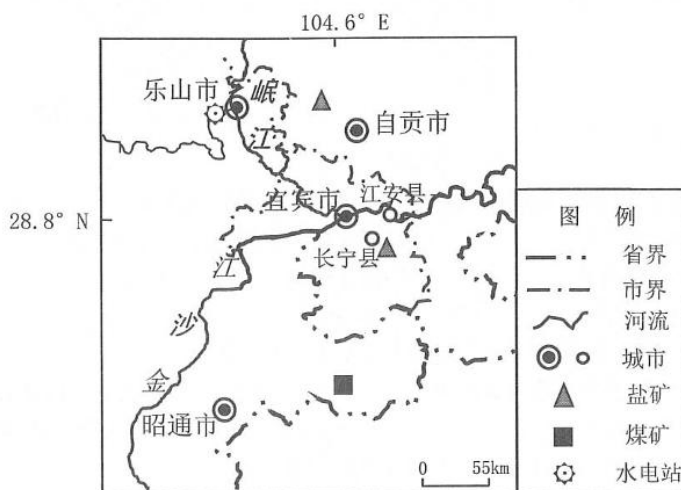 104.6° E
乐山市
岷
江
自贡市
宜宾市
江安县
28.8° N
长宁县
江
沙
金
昭通市
0 55km
图 例
省界
市界
河流
城市
盐矿
煤矿
水电站